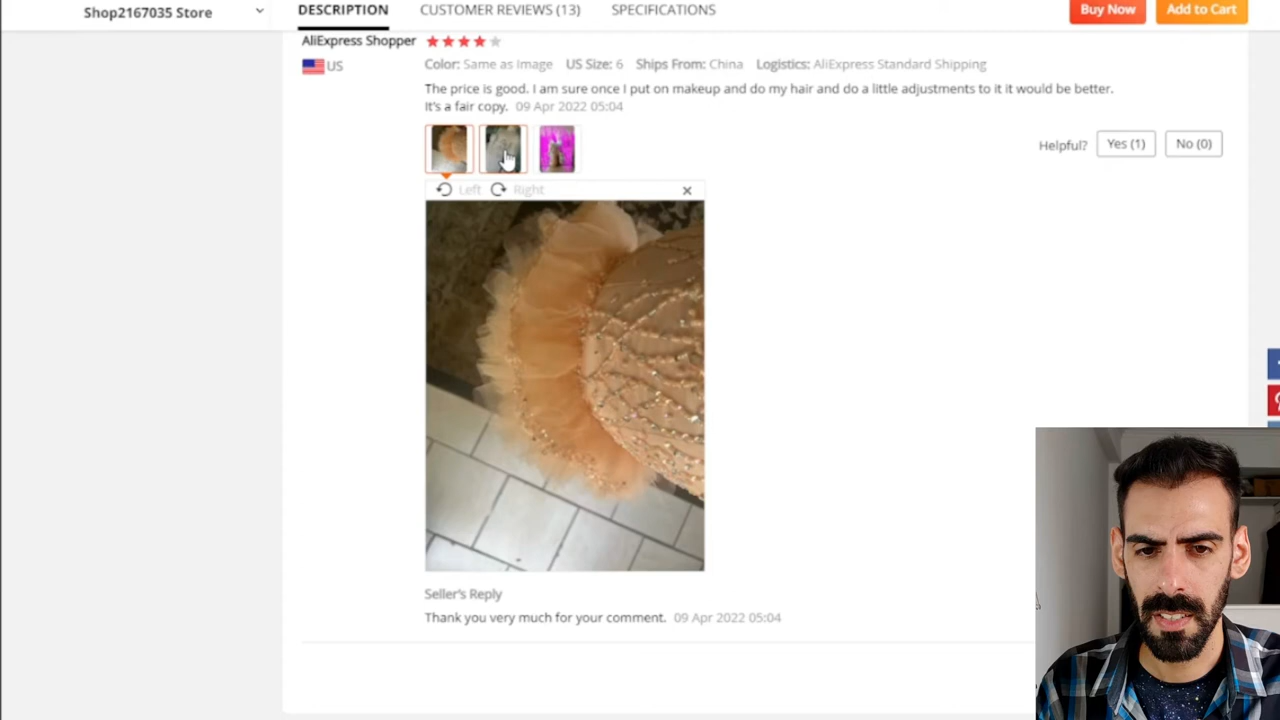 Shop2167035 Store
DESCRIPTION
CUSTOMER REVIEWS (13)
SPECIFICATIONS
Buy Now
Add to Cart
AliExpress Shopper
US
Color: Same as Image US Size: 6 Ships From: China Logistics: AliExpress Standard Shipping
The price is good. I am sure once I put on makeup and do my hair and do a little adjustments to it it would be better.
It's a fair copy. 09 Apr 2022 05:04
Helpful?
Yes (1)
No (0)
Left
Right
Seller's Reply
Thank you very much for your comment. 09 Apr 2022 05:04